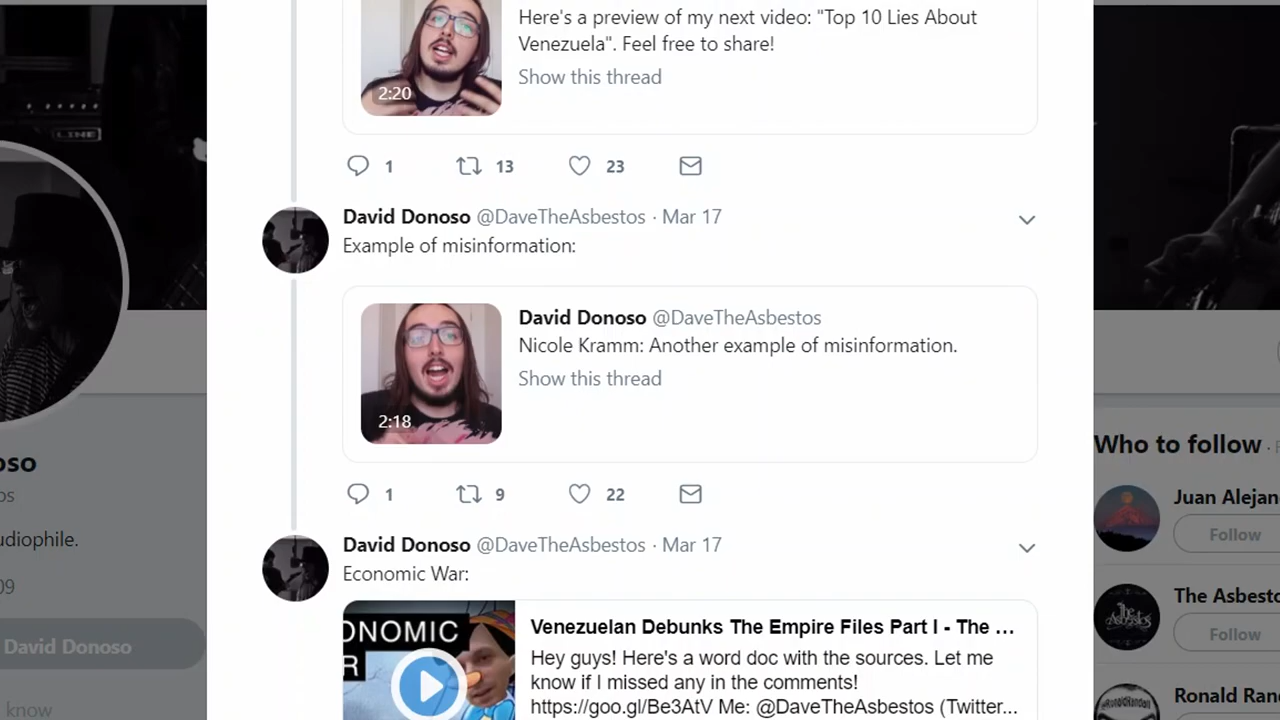 Here's a preview of my next video: "Top 10 Lies About
Venezuela". Feel free to share!
Show this thread
2:20
1 13 23
David Donoso @DaveTheAsbestos · Mar 17
Example of misinformation:
David Donoso @DaveTheAsbestos
Nicole Kramm: Another example of misinformation.
Show this thread
2:18
1 9 22
David Donoso @DaveTheAsbestos · Mar 17
Economic War:
ONOMIC
R
Venezuelan Debunks The Empire Files Part I - The ...
Hey guys! Here's a word doc with the sources. Let me
know if I missed any in the comments!
https://goo.gl/Be3AtV Me: @DaveTheAsbestos (Twitter...
LINE
oso
os
udiophile.
09
David Donoso
know
Who to follow ·
Juan Alejan
Follow
The Asbesto
Follow
Ronald Ran